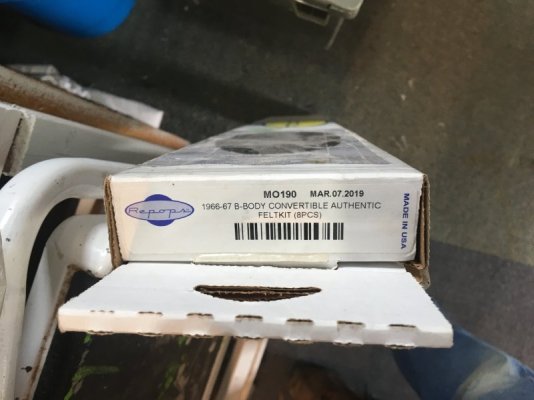 MO190 MAR.07.2019
Repops
1966-67 B-BODY CONVERTIBLE AUTHENTIC
FELTKIT (8PCS)
MADE IN USA